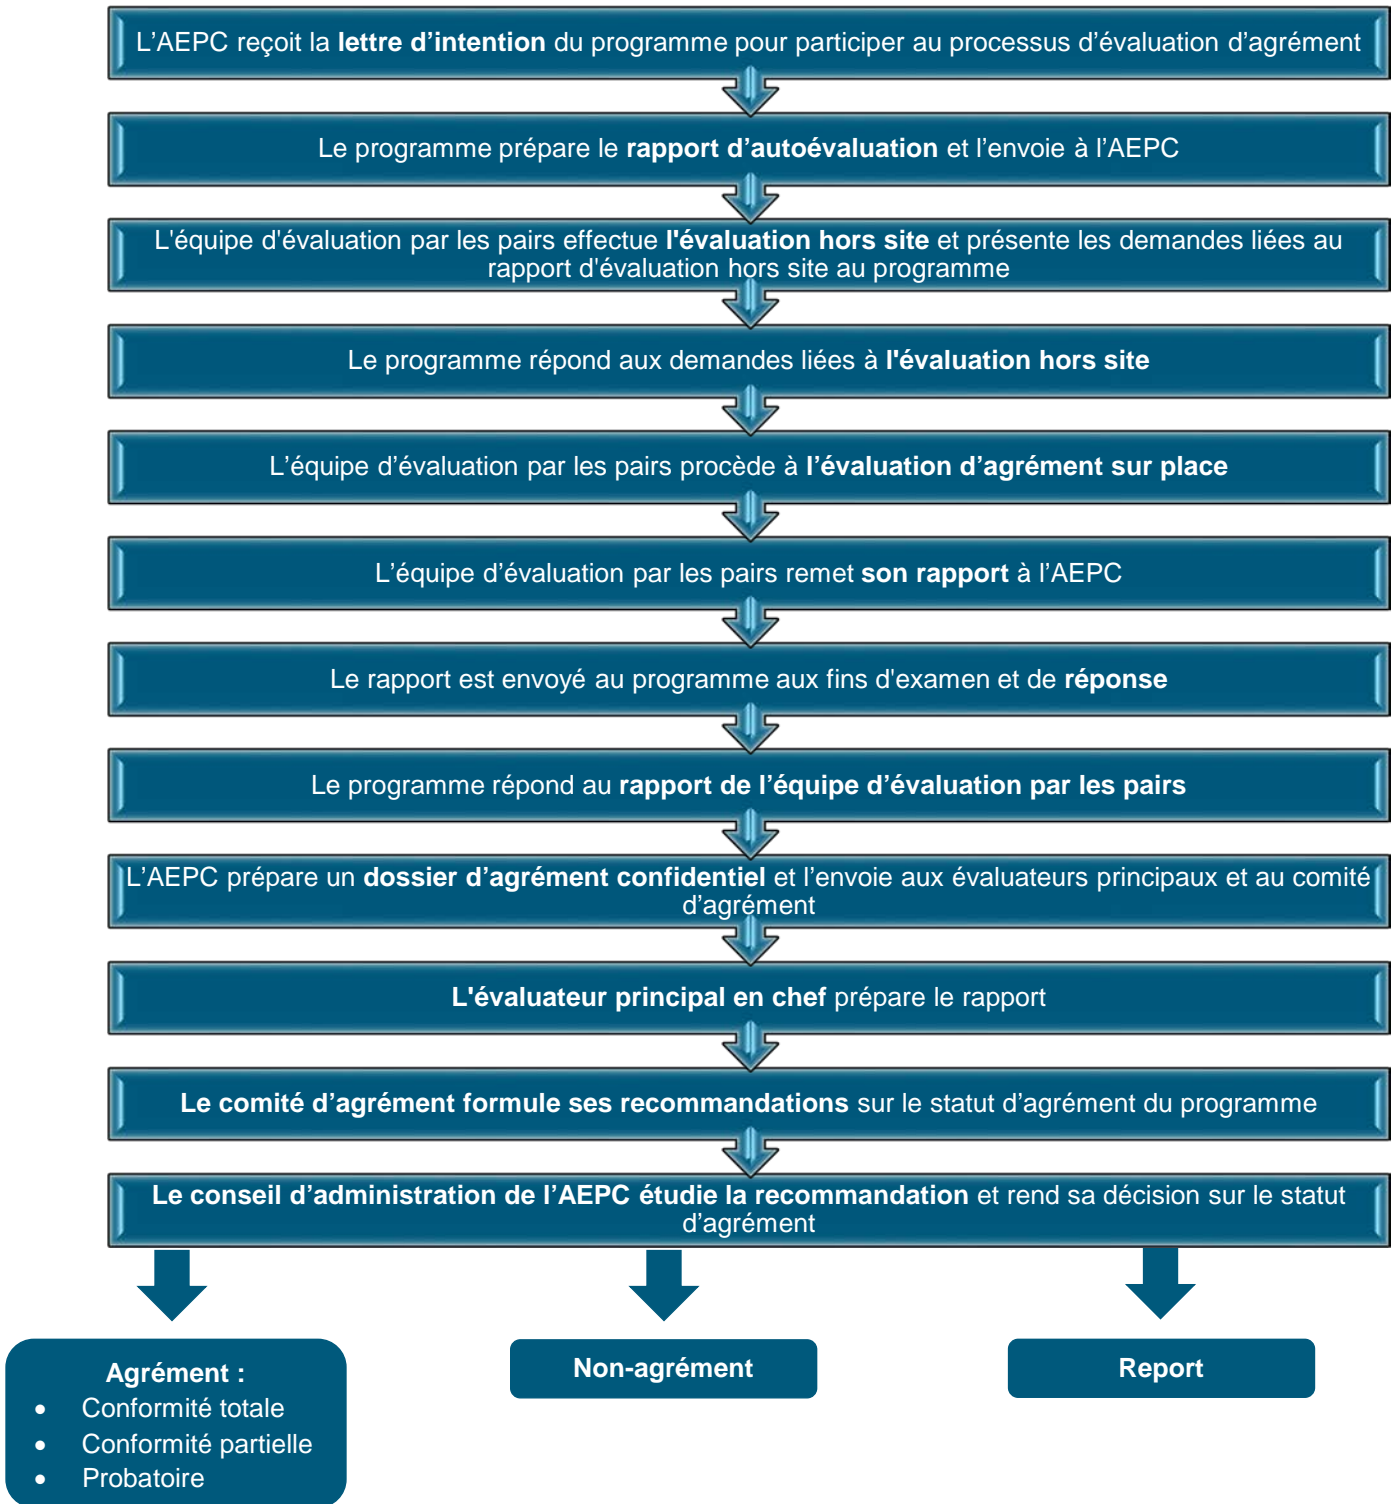 L’AEPC reçoit la lettre d’intention du programme pour participer au processus d’évaluation d’agrément
Le programme prépare le rapport d’autoévaluation et l’envoie à l’AEPC
L'équipe d'évaluation par les pairs effectue l'évaluation hors site et présente les demandes liées au
rapport d'évaluation hors site au programme
Le programme répond aux demandes liées à l'évaluation hors site
L’équipe d’évaluation par les pairs procède à l’évaluation d’agrément sur place
L’équipe d’évaluation par les pairs remet son rapport à l’AEPC
Le rapport est envoyé au programme aux fins d'examen et de réponse
Le programme répond au rapport de l’équipe d’évaluation par les pairs
L’AEPC prépare un dossier d’agrément confidentiel et l’envoie aux évaluateurs principaux et au comité
d’agrément
L'évaluateur principal en chef prépare le rapport
Le comité d’agrément formule ses recommandations sur le statut d’agrément du programme
Le conseil d’administration de l’AEPC étudie la recommandation et rend sa décision sur le statut
d’agrément
Agrément :
• Conformité totale
• Conformité partielle
• Probatoire
Non-agrément
Report